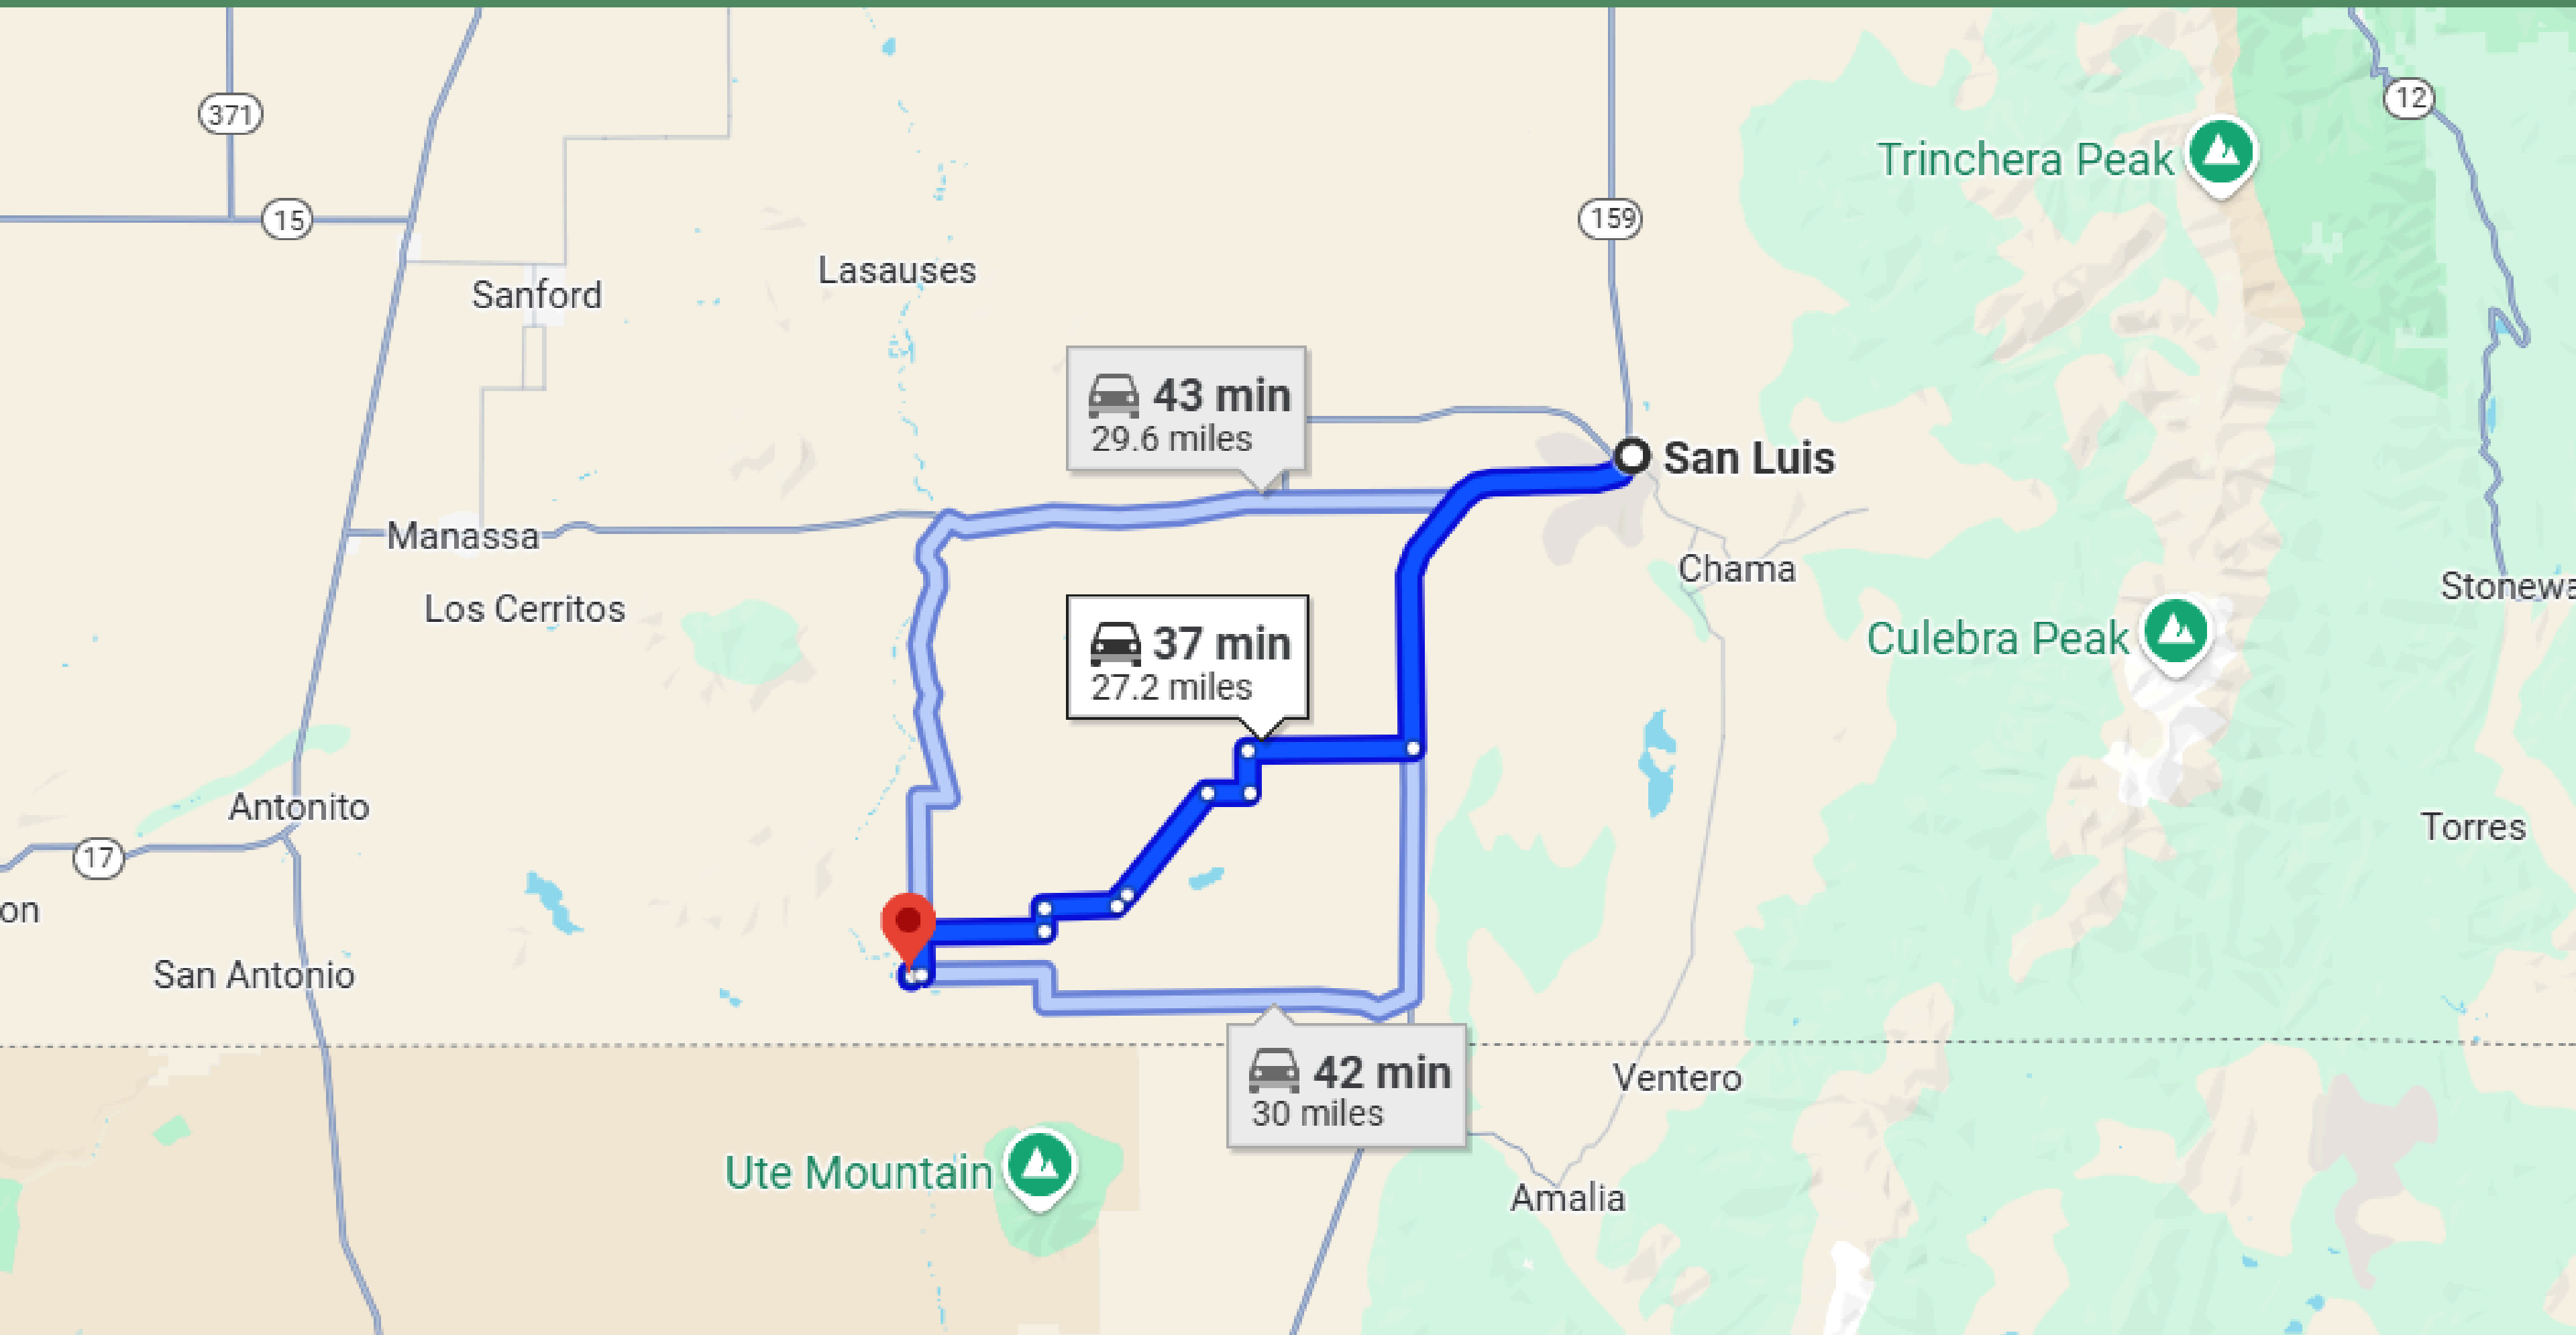 12
371
Trinchera Peak
15
159
Lasauses
Sanford
43 min
29.6 miles
San Luis
Manassa
Chama
Stonewa
Los Cerritos
37 min
27.2 miles
Culebra Peak
Antonito
Torres
17
on
San Antonio
42 min
30 miles
Ventero
Ute Mountain
Amalia